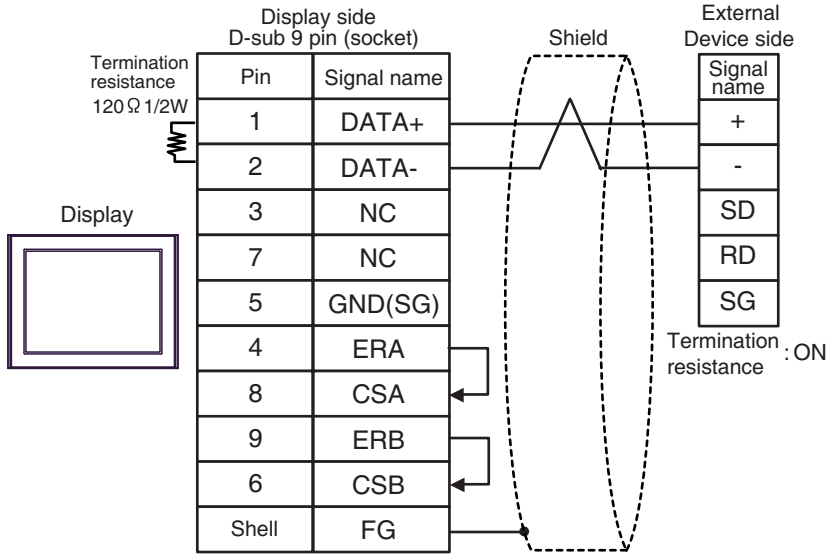 Display side
D-sub 9 pin (socket)
Shield
External
Device side
Termination
resistance
120Ω 1/2W
Pin Signal name
Signal
name
1 DATA+ +
2 DATA- -
Display
3 NC SD
7 NC RD
5 GND(SG) SG
4 ERA
Termination
resistance : ON
8 CSA
9 ERB
6 CSB
Shell FG